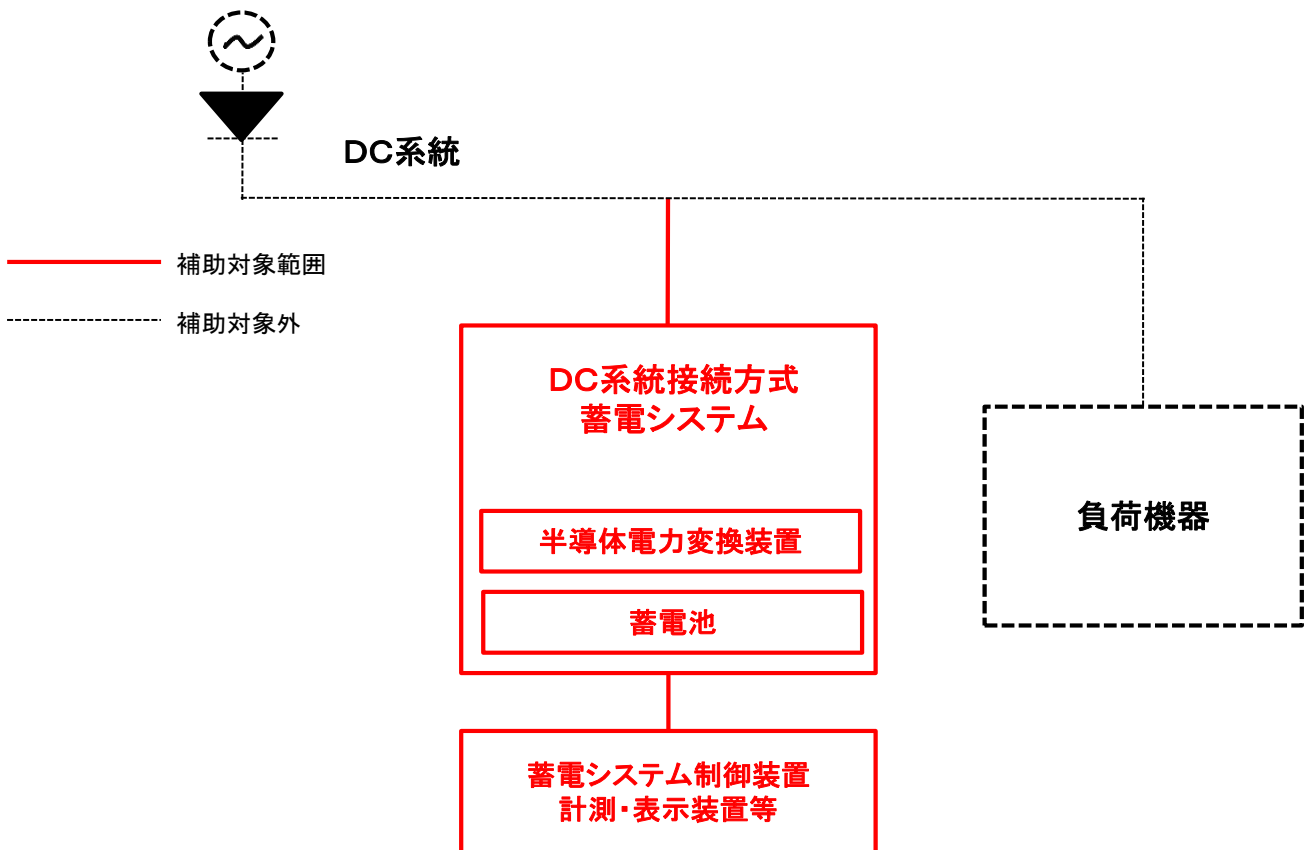 DC系統
補助対象範囲
補助対象外
DC系統接続方式
蓄電システム
半導体電力変換装置
蓄電池
負荷機器
蓄電システム制御装置
計測・表示装置等